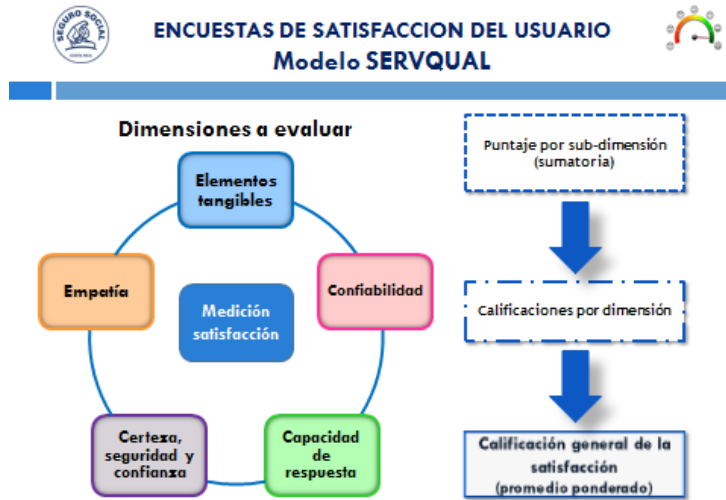 SEGURO SOCIAL
COSTA RICA
ENCUESTAS DE SATISFACCION DEL USUARIO
Modelo SERVQUAL
Dimensiones a evaluar
Elementos
tangibles
Confiabilidad
Capacidad
de
respuesta
Certeza,
seguridad y
confianza
Empatía
Medición
satisfacción
Puntaje por sub-dimensión
(sumatoria)
Calificaciones por dimensión
Calificación general de la
satisfacción
(promedio ponderado)